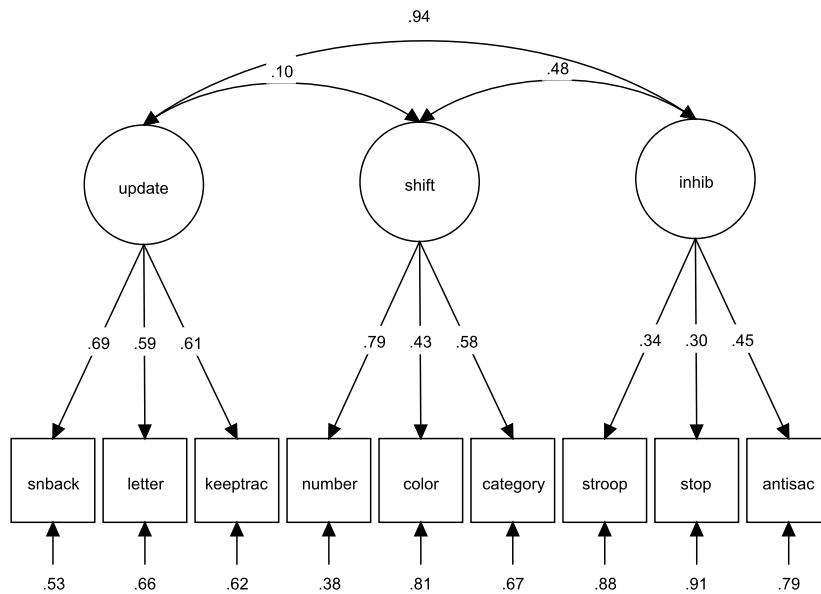 .94
.10
.48
update
shift
inhib
.69 .59 .61 .79 .43 .58 .34 .30 .45
snback letter keeptrac number color category stroop stop antisac
.53 .66 .62 .38 .81 .67 .88 .91 .79